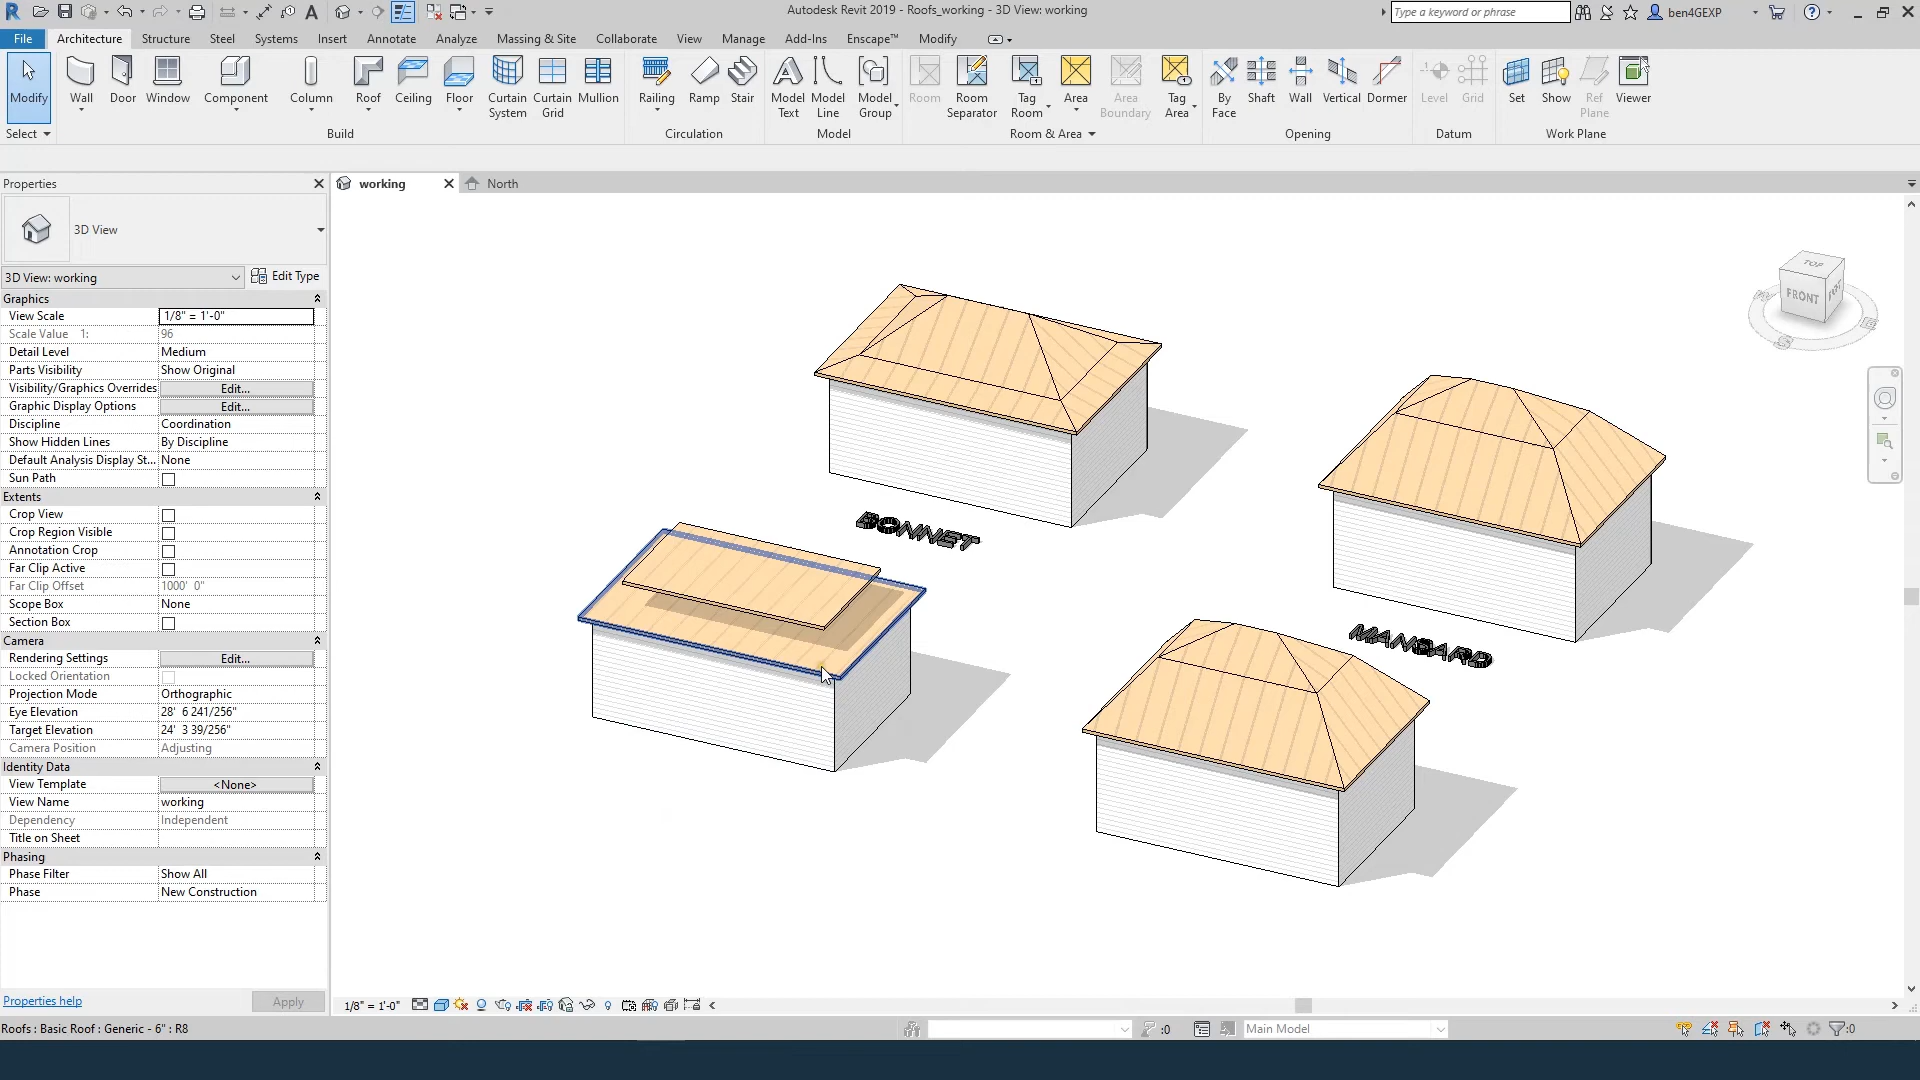 Autodesk Revit 2019 - Roofs_working - 3D View: working
Type a keyword or phrase
ben4GEXP
File Architecture Structure Steel Systems Insert Annotate Analyze Massing & Site Collaborate View Manage Add-Ins Enscape™ Modify
Modify Wall Door Window Component Column Roof Ceiling Floor Curtain System Curtain Grid Mullion Railing Ramp Stair Model Text Model Line Model Group Room Room Separator Tag Room Area Area Boundary Tag Area By Face Shaft Wall Vertical Dormer Level Grid Set Show Ref Plane Viewer
Select Build Circulation Model Room & Area Opening Datum Work Plane
Properties
working North
3D View
3D View: working Edit Type
Graphics
View Scale 1/8" = 1'-0"
Scale Value 1: 96
Detail Level Medium
Parts Visibility Show Original
Visibility/Graphics Overrides Edit...
Graphic Display Options Edit...
Discipline Coordination
Show Hidden Lines By Discipline
Default Analysis Display St... None
Sun Path
Extents
Crop View
Crop Region Visible
Annotation Crop
Far Clip Active
Far Clip Offset 1000' 0"
Scope Box None
Section Box
Camera
Rendering Settings Edit...
Locked Orientation
Projection Mode Orthographic
Eye Elevation 28' 6 241/256"
Target Elevation 24' 3 39/256"
Camera Position Adjusting
Identity Data
View Template <None>
View Name working
Dependency Independent
Title on Sheet
Phasing
Phase Filter Show All
Phase New Construction
Properties help Apply
TOP
FRONT
BONNET
MANSARD
1/8" = 1'-0"
Roofs : Basic Roof : Generic - 6" : R8
:0
Main Model
:0